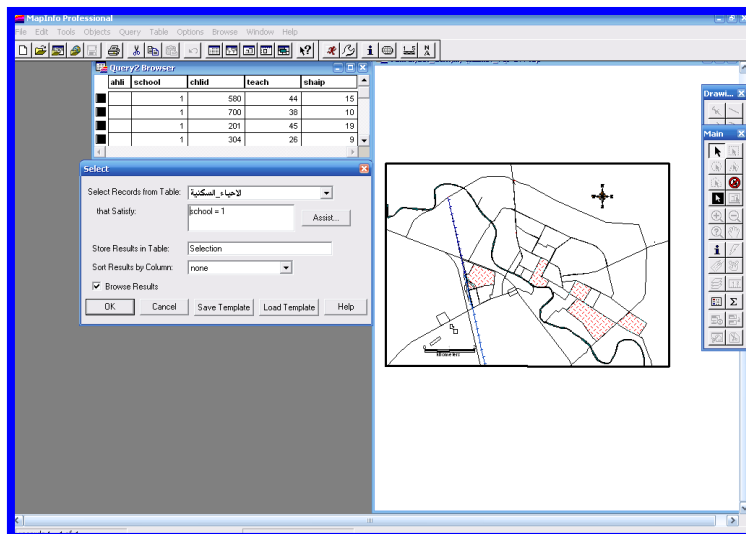 MapInfo Professional
File Edit Tools Objects Query Table Options Browse Window Help
Query2 Browser
ahli school chlid teach shaip
1 580 44 15
1 700 38 10
1 201 45 19
1 304 26 9
Drawi...
Main
Select
Select Records from Table: الاحياء_السكنية
that Satisfy: school = 1
Assist...
Store Results in Table: Selection
Sort Results by Column: none
Browse Results
OK Cancel Save Template Load Template Help